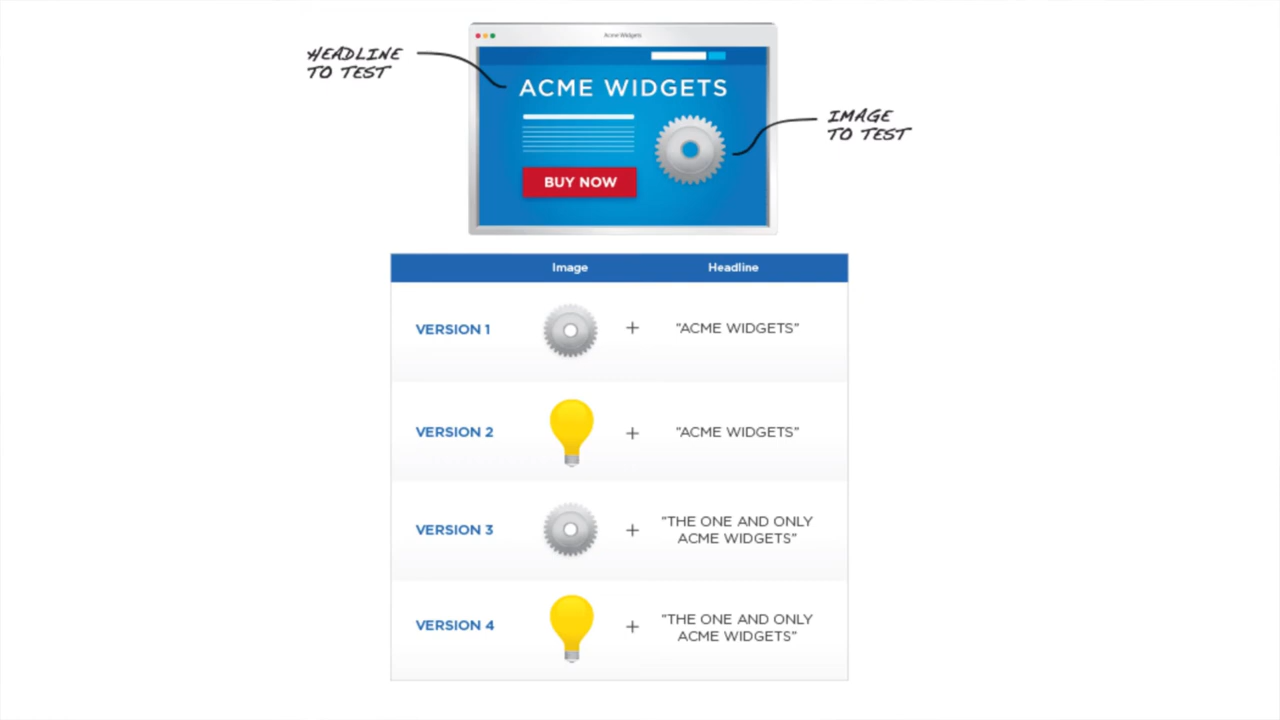 Acme Widgets
HEADLINE
TO TEST
ACME WIDGETS
IMAGE
TO TEST
BUY NOW
Image Headline
VERSION 1 + "ACME WIDGETS"
VERSION 2 + "ACME WIDGETS"
VERSION 3 + "THE ONE AND ONLY
ACME WIDGETS"
VERSION 4 + "THE ONE AND ONLY
ACME WIDGETS"